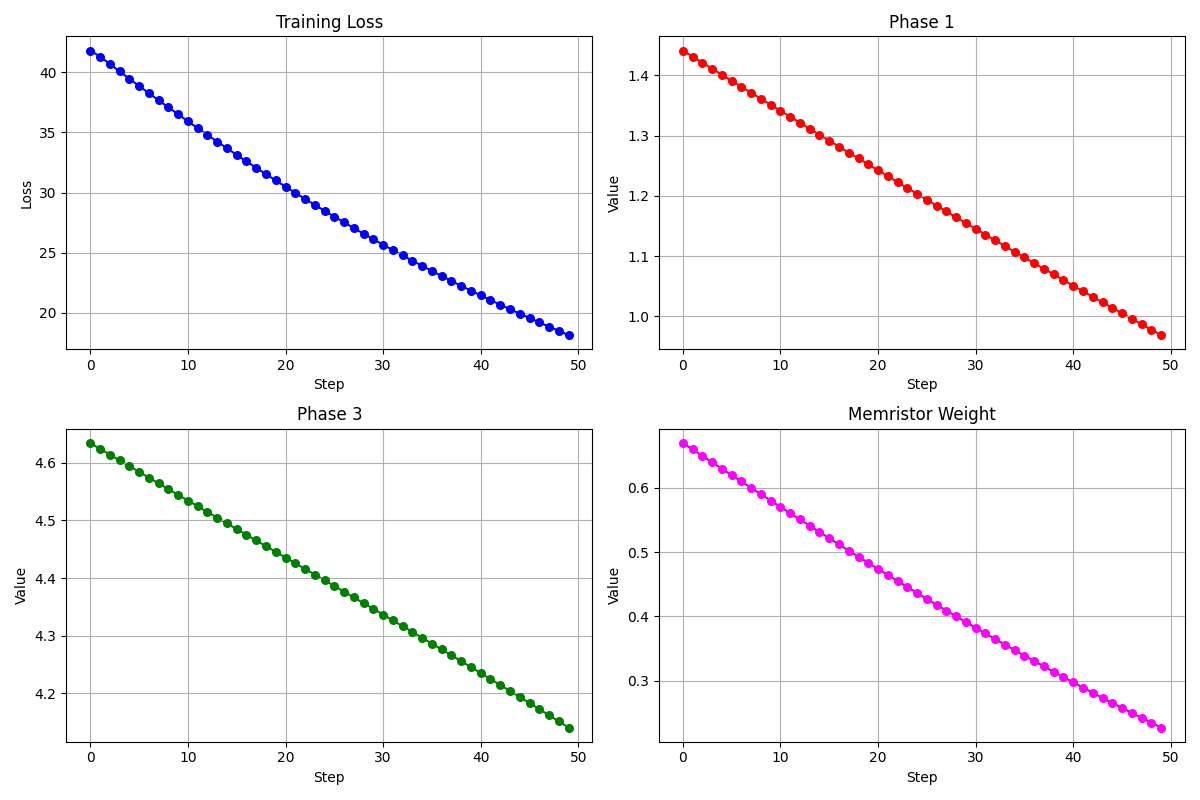 Training Loss
Loss
40
35
30
25
20
0 10 20 30 40 50
Step
Phase 1
Value
1.4
1.3
1.2
1.1
1.0
0 10 20 30 40 50
Step
Phase 3
Value
4.6
4.5
4.4
4.3
4.2
0 10 20 30 40 50
Step
Memristor Weight
Value
0.6
0.5
0.4
0.3
0 10 20 30 40 50
Step